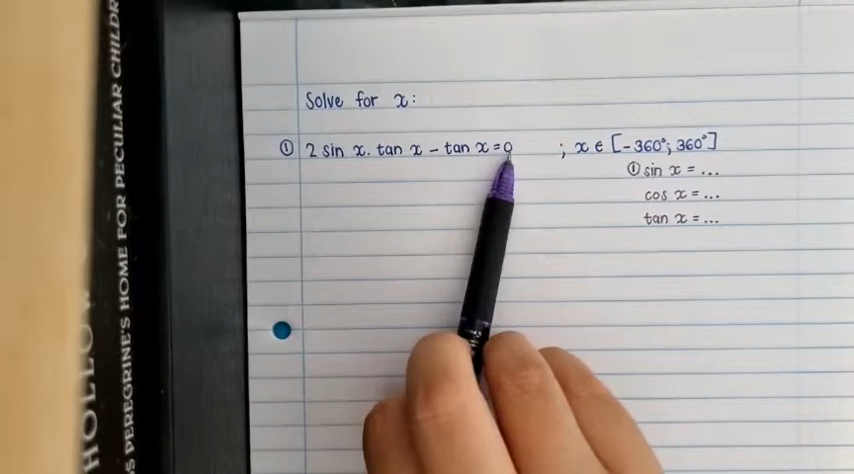 Solve for x:
① 2 sin x. tan x - tan x = 0 ; x ∈ [-360°; 360°]
① sin x = ...
cos x = ...
tan x = ...
HOLLOW
S PEREGRINE'S HOME FOR PECULIAR CHILDR